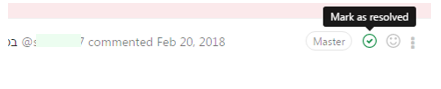 Mark as resolved
commented Feb 20, 2018 Master